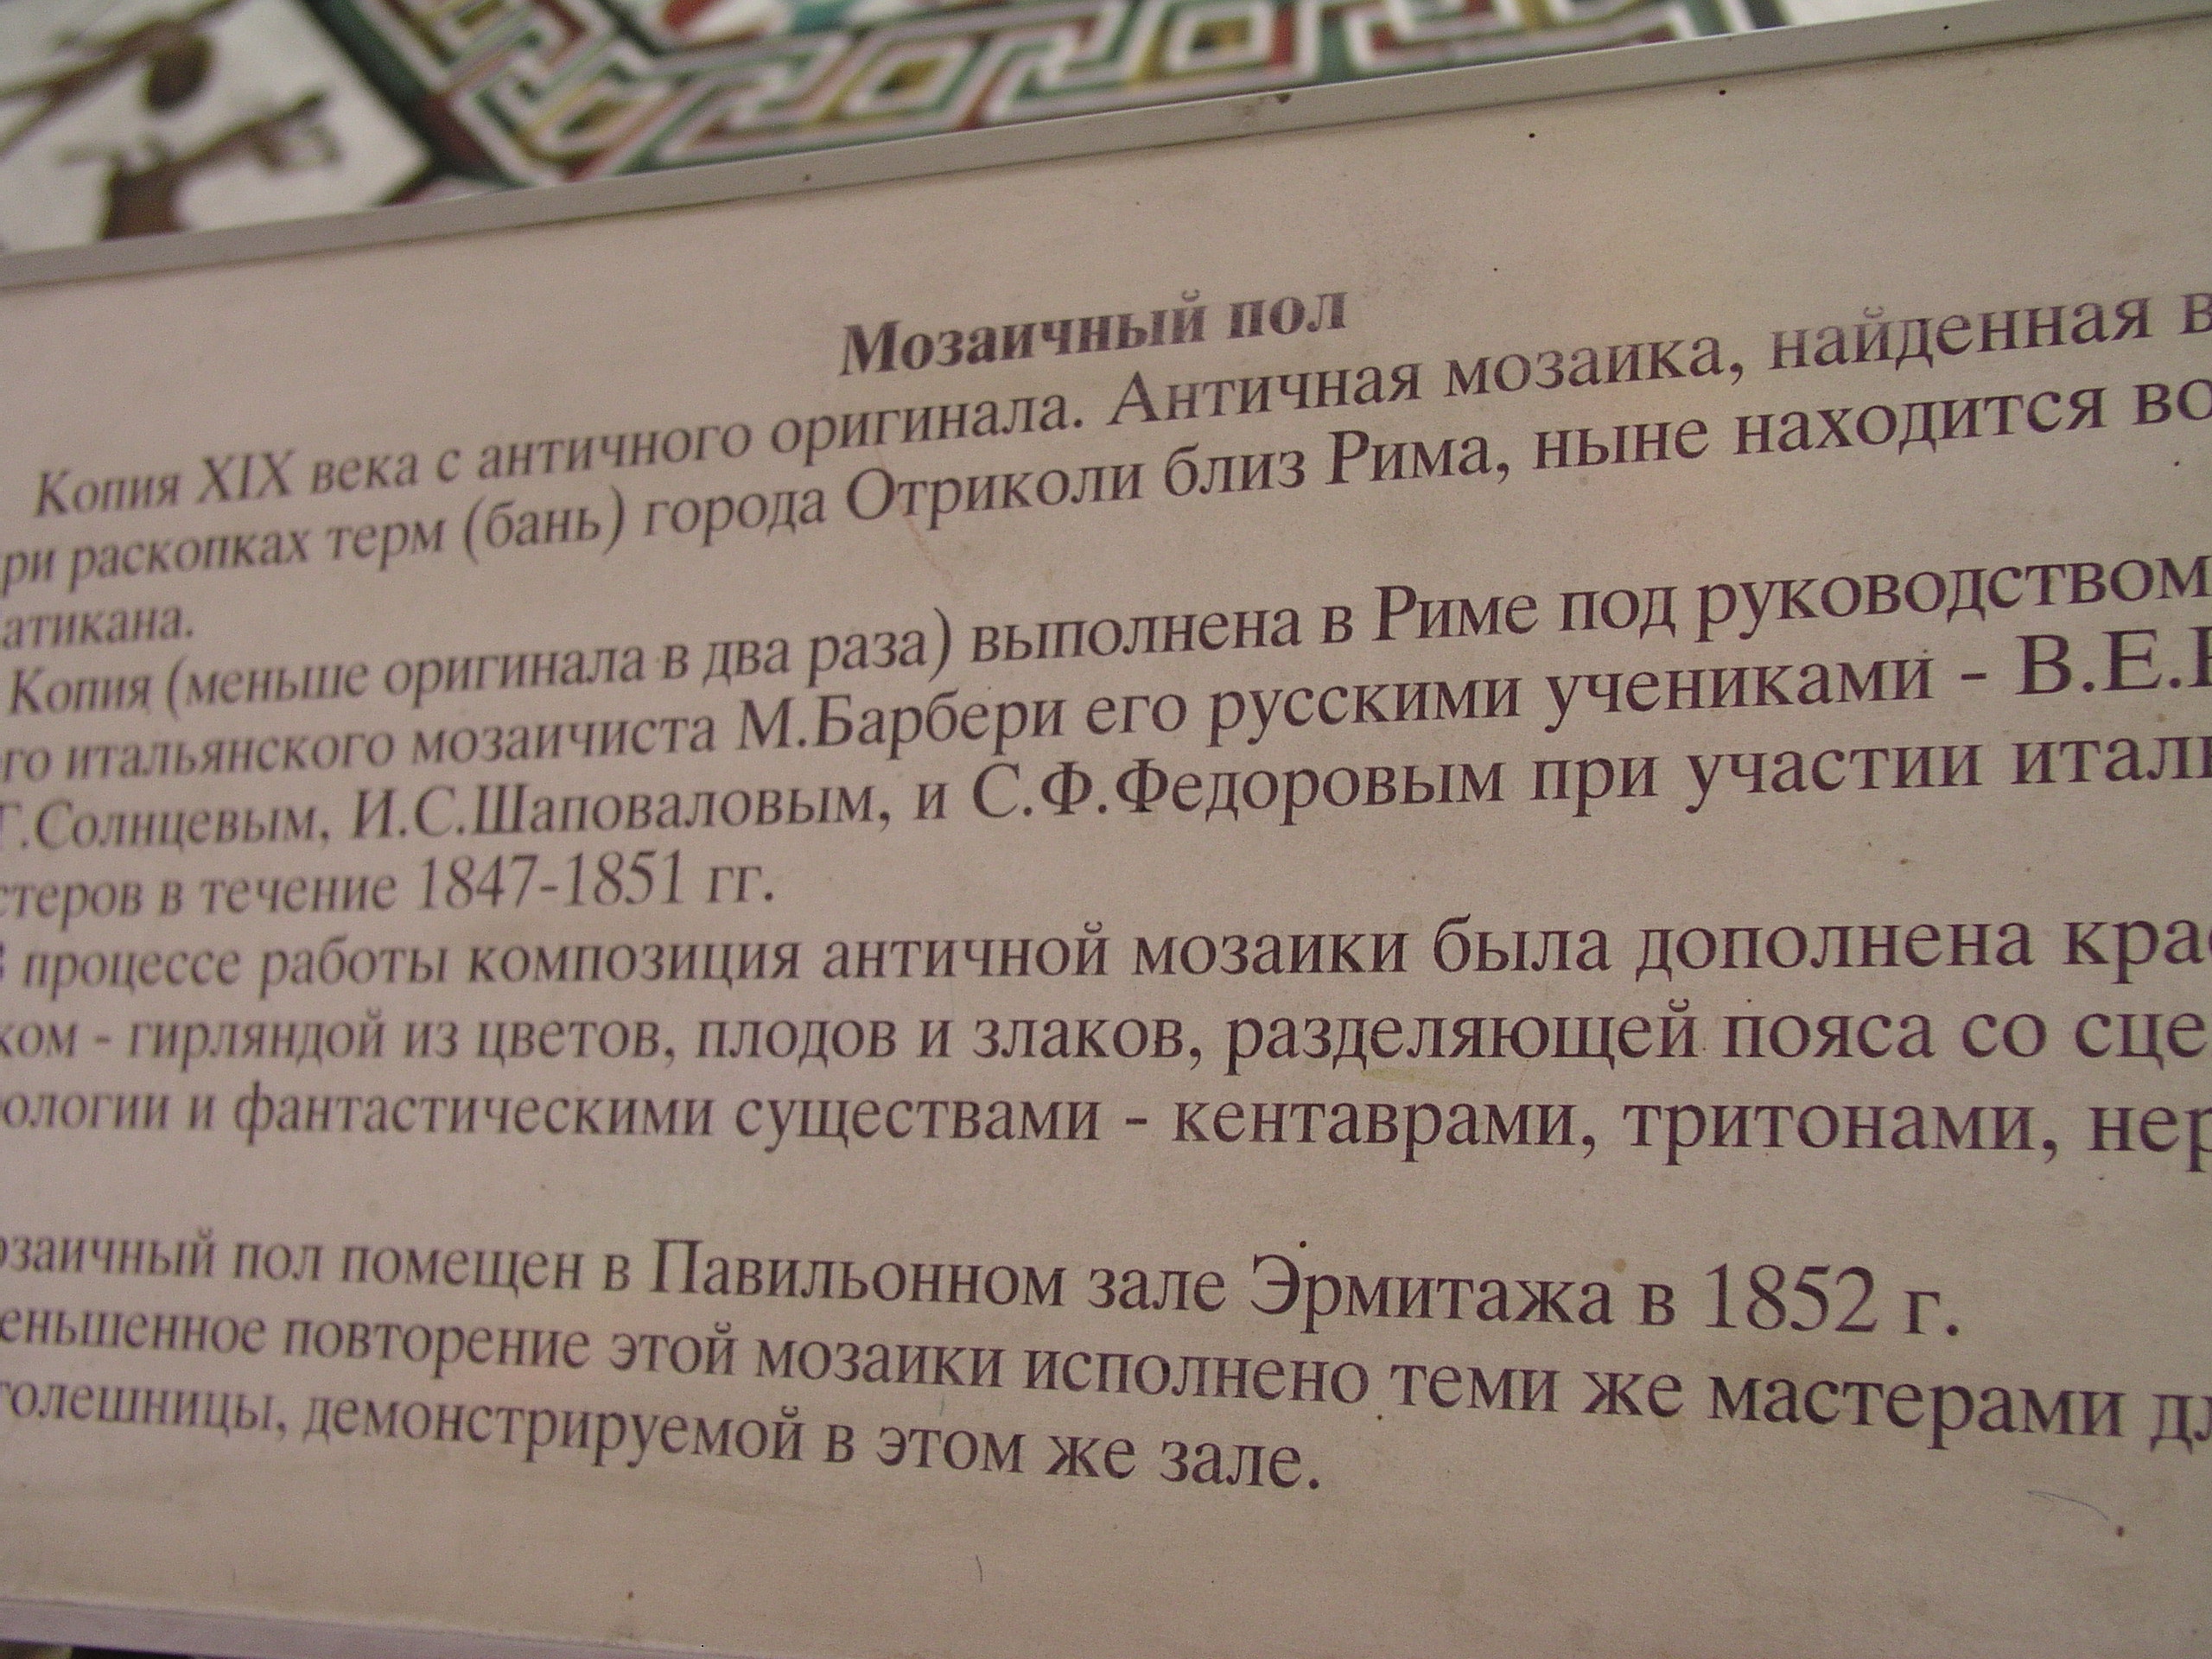 Мозаичный пол
Копия XIX века с античного оригинала. Античная мозаика, найденная в
ри раскопках терм (бань) города Отриколи близ Рима, ныне находится во
атикана.
Копия (меньше оригинала в два раза) выполнена в Риме под руководством
го итальянского мозаичиста М.Барбери его русскими учениками - В.Е.
Г.Солнцевым, И.С.Шаповаловым, и С.Ф.Федоровым при участии итал
стеров в течение 1847-1851 гг.
В процессе работы композиция античной мозаики была дополнена кра
ком - гирляндой из цветов, плодов и злаков, разделяющей пояса со сце
ологии и фантастическими существами - кентаврами, тритонами, нер
озаичный пол помещен в Павильонном зале Эрмитажа в 1852 г.
еньшенное повторение этой мозаики исполнено теми же мастерами дл
толешницы, демонстрируемой в этом же зале.